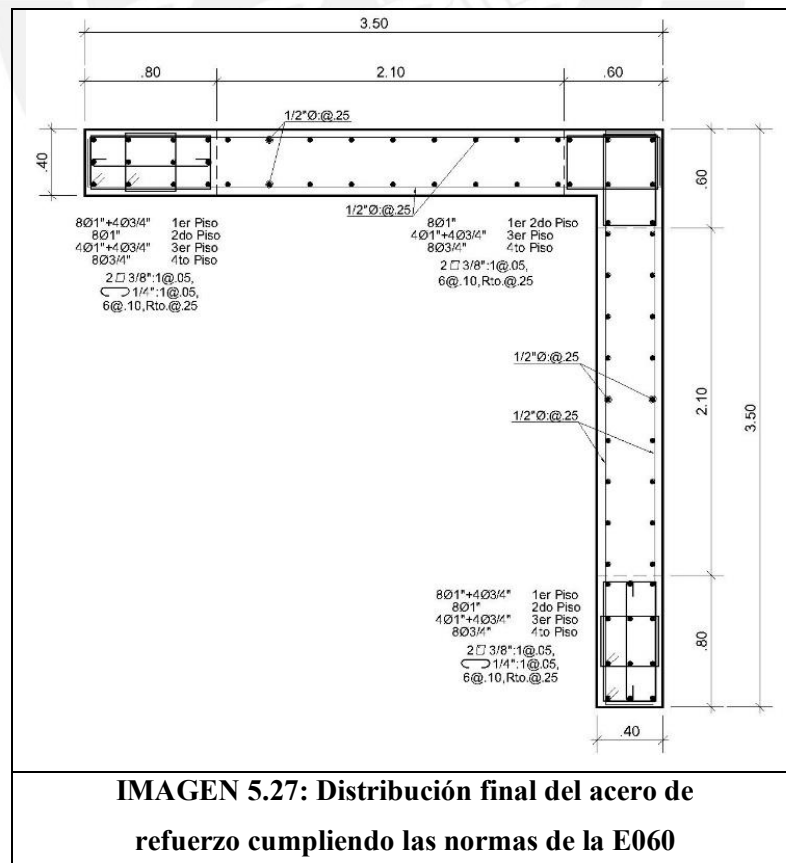 3.50
.80 2.10 .60
1/2"Ø:@.25
.40
.60
1/2"Ø:@.25
8Ø1"+4Ø3/4" 1er Piso
8Ø1" 2do Piso
4Ø1"+4Ø3/4" 3er Piso
8Ø3/4" 4to Piso
2 3/8":1@.05,
1/4":1@.05,
6@.10,Rto.@.25
8Ø1" 1er 2do Piso
4Ø1"+4Ø3/4" 3er Piso
8Ø3/4" 4to Piso
2 3/8":1@.05,
6@.10,Rto.@.25
1/2"Ø:@.25
1/2"Ø:@.25
2.10
3.50
8Ø1"+4Ø3/4" 1er Piso
8Ø1" 2do Piso
4Ø1"+4Ø3/4" 3er Piso
8Ø3/4" 4to Piso
2 3/8":1@.05,
1/4":1@.05,
6@.10,Rto.@.25
.80
.40
IMAGEN 5.27: Distribución final del acero de
refuerzo cumpliendo las normas de la E060